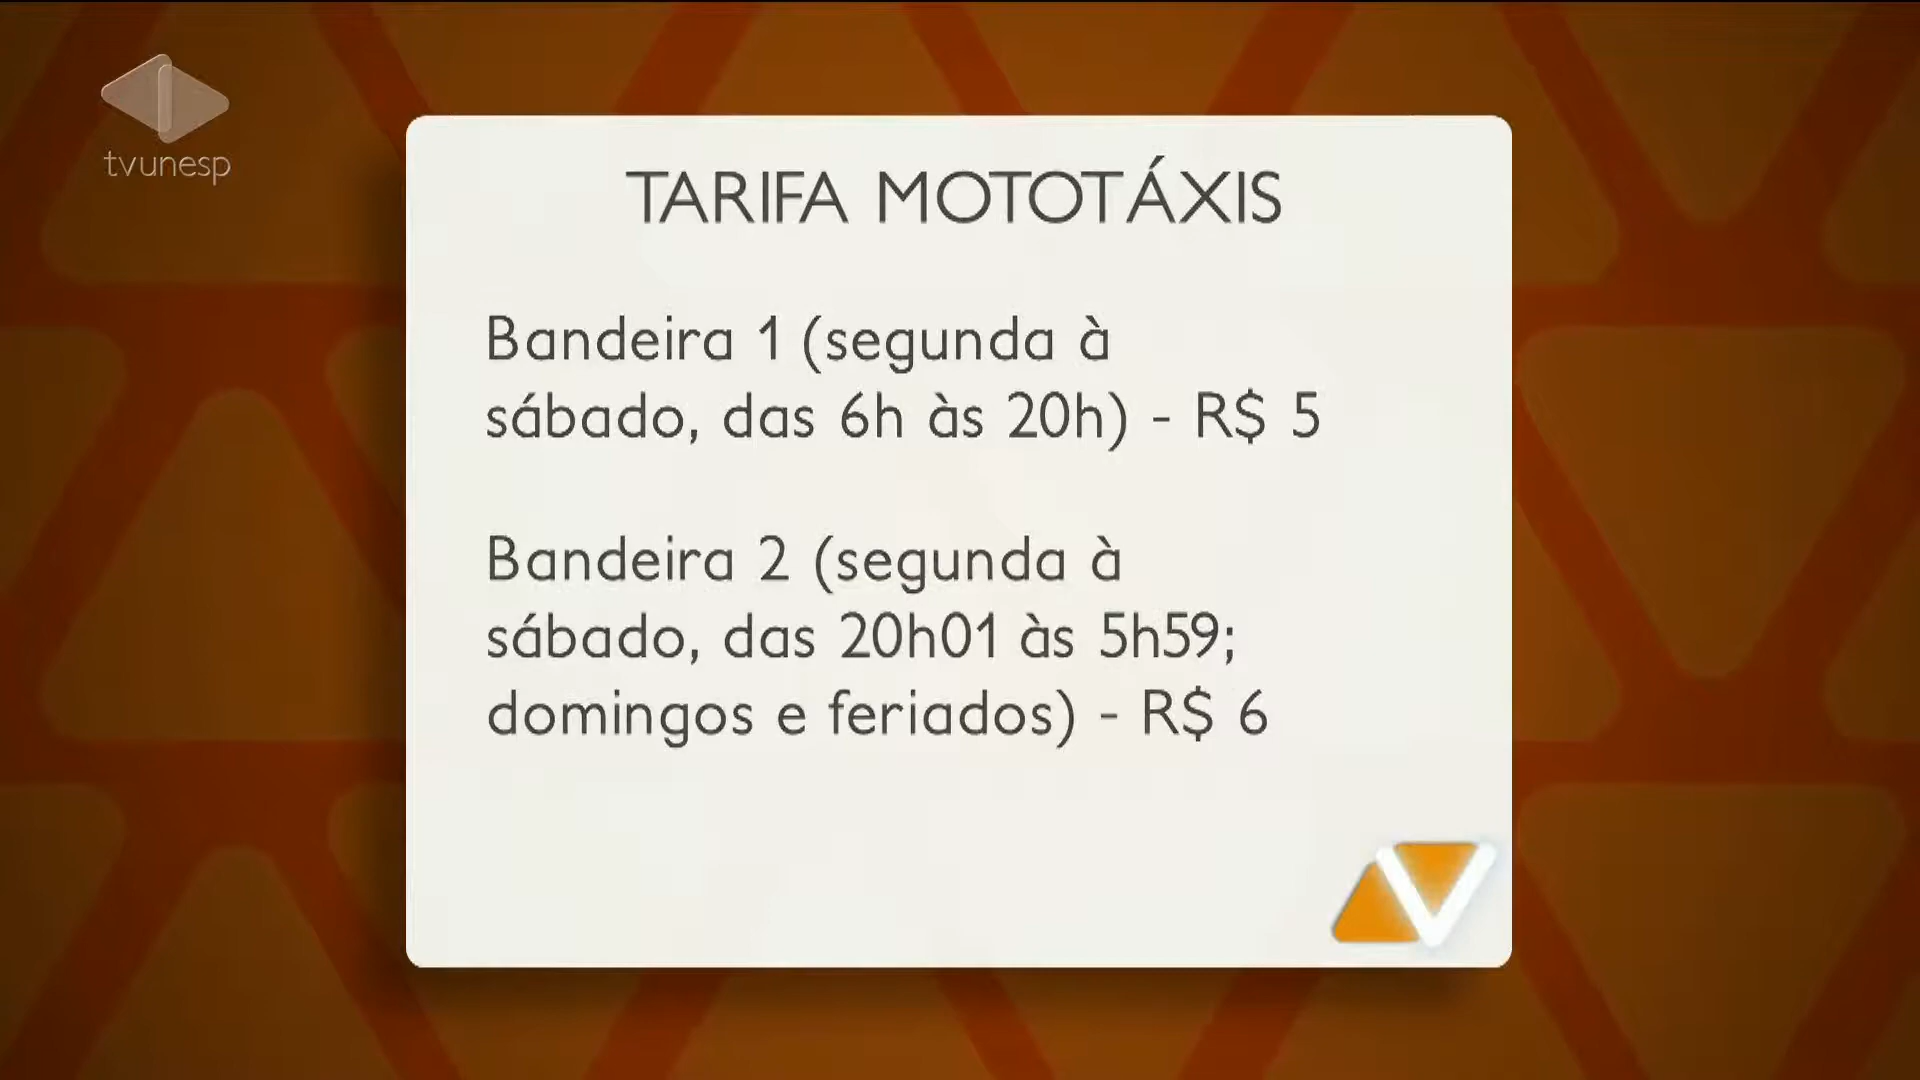 tvunesp
TARIFA MOTOTÁXIS
Bandeira 1 (segunda à
sábado, das 6h às 20h) - R$ 5
Bandeira 2 (segunda à
sábado, das 20h01 às 5h59;
domingos e feriados) - R$ 6